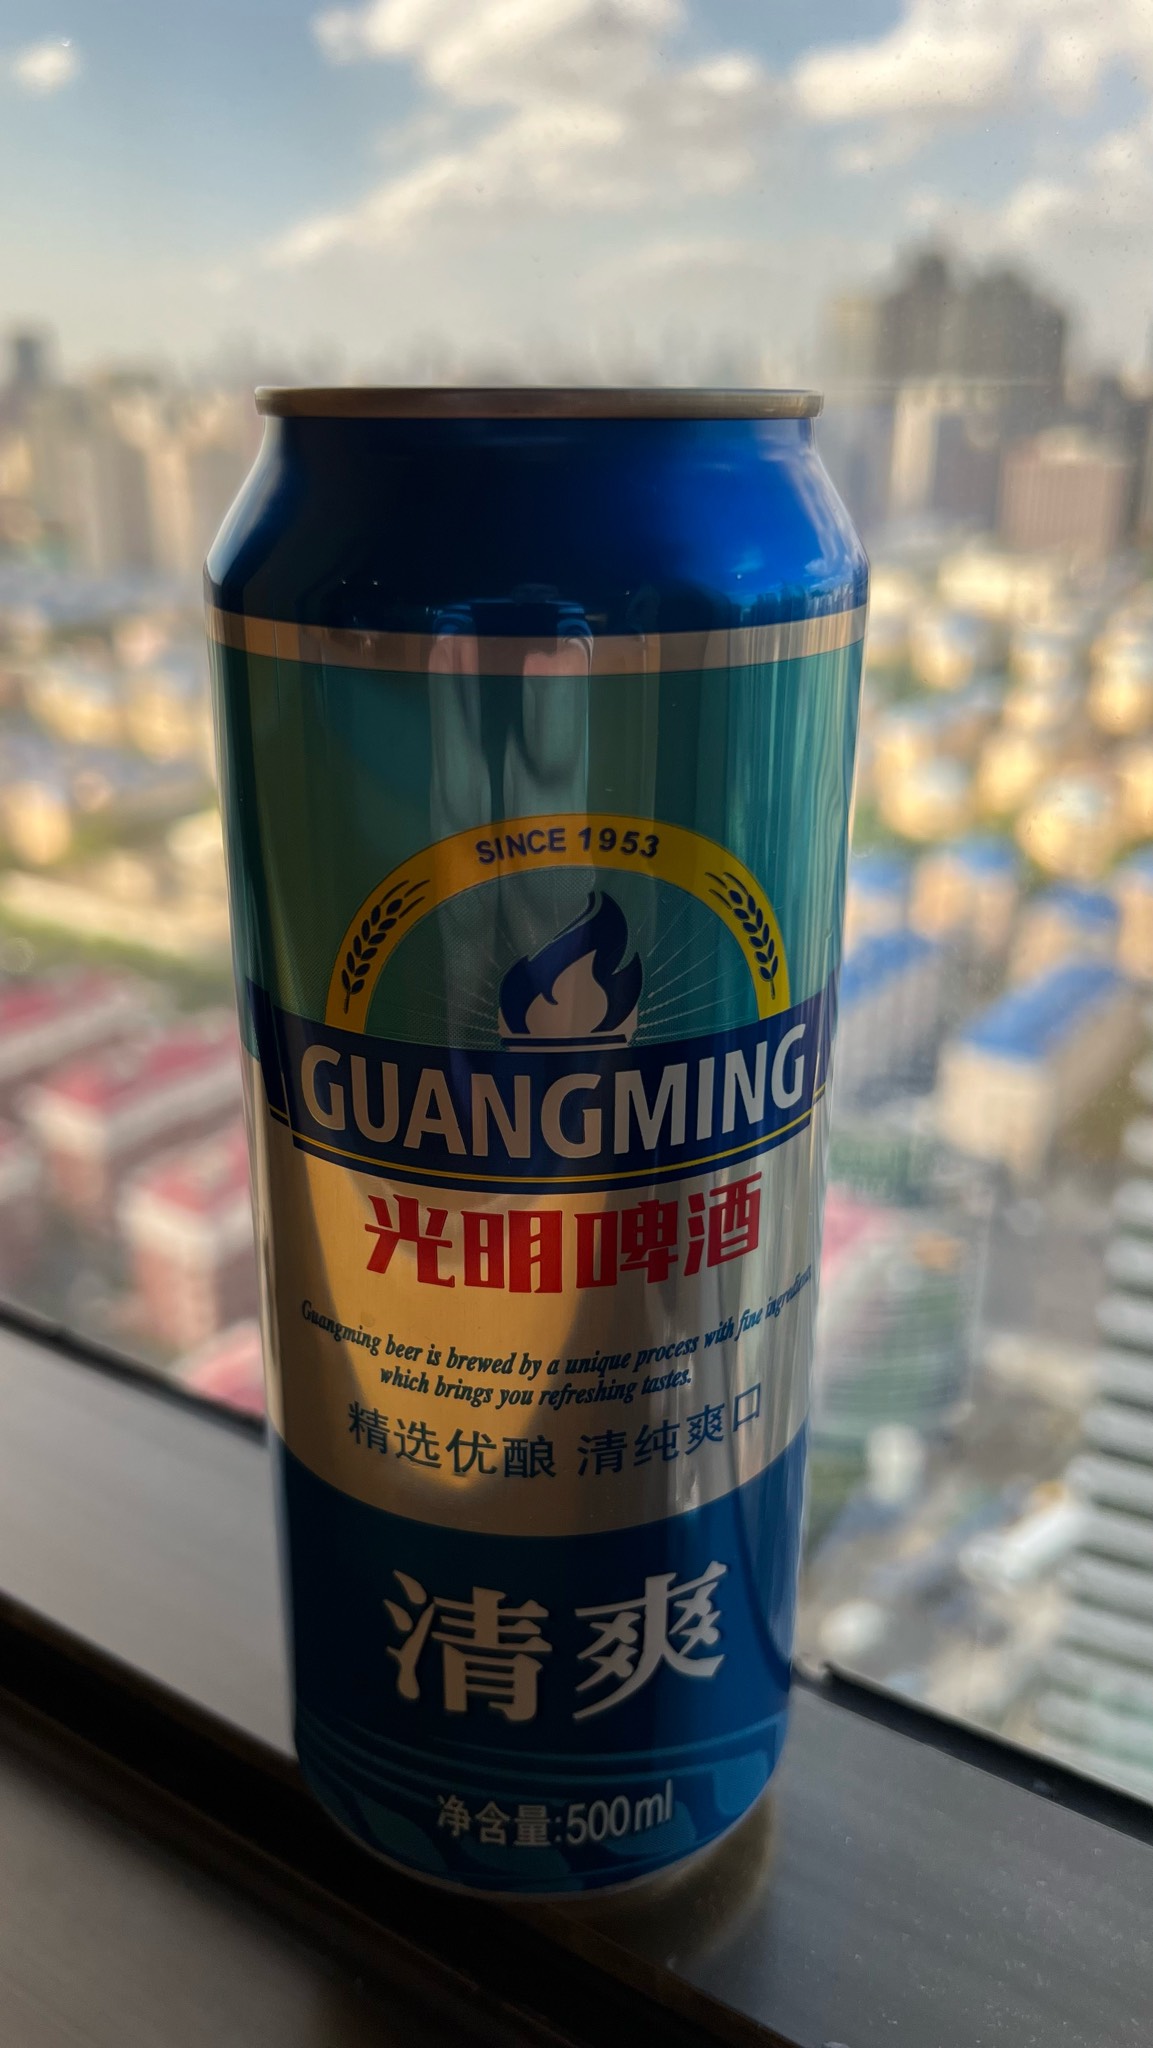 SINCE 1953
GUANGMING
光明啤酒
Guangming beer is brewed by a unique process with fine ingredients,
which brings you refreshing tastes.
精选优酿 清纯爽口
清爽
净含量:500ml